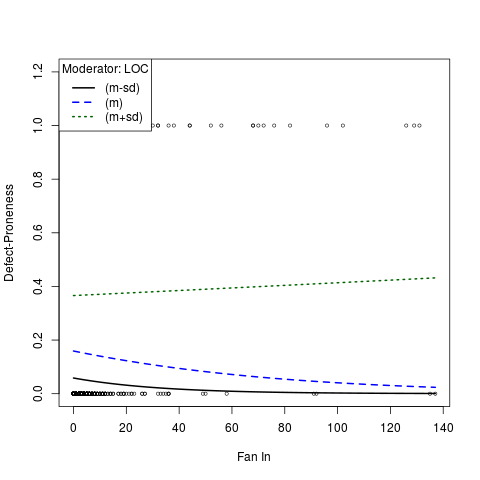 Moderator: LOC
(m-sd)
(m)
(m+sd)
1.2
1.0
0.8
0.6
0.4
0.2
0.0
Defect-Proneness
0 20 40 60 80 100 120 140
Fan In